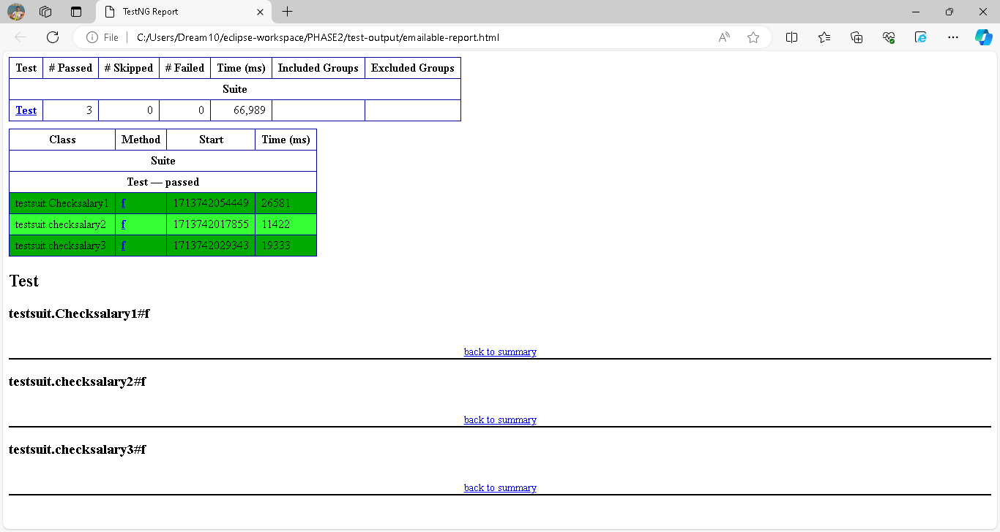 TestNG Report
File C:/Users/Dream10/eclipse-workspace/PHASE2/test-output/emailable-report.html
Test # Passed # Skipped # Failed Time (ms) Included Groups Excluded Groups
Suite
Test 3 0 0 66,989
Class Method Start Time (ms)
Suite
Test — passed
testsuit.Checksalary1 f 1713742054449 26581
testsuit.checksalary2 f 1713742017855 11422
testsuit.checksalary3 f 1713742029343 19333
Test
testsuit.Checksalary1#f
back to summary
testsuit.checksalary2#f
back to summary
testsuit.checksalary3#f
back to summary